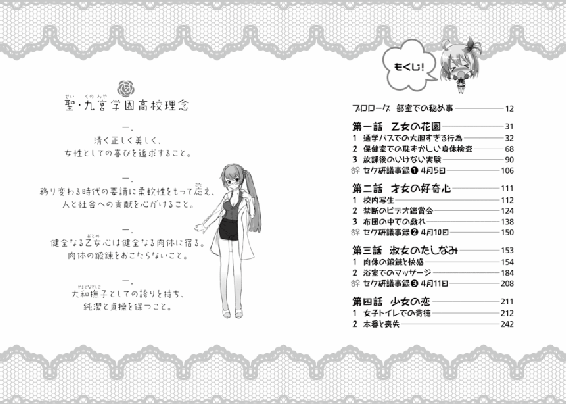 聖・九宮学園高校理念
一、
清く正しく美しく、
女性としての喜びを追求すること。
一、
移り変わる時代の要請に柔軟性をもって応え、
人と社会への貢献を心がけること。
一、
健全なる乙女心は健全なる肉体に宿る。
肉体の鍛錬をおこたらないこと。
一、
大和撫子としての誇りを持ち、
純潔と貞操を保つこと。
もくじ!
プロローグ 部室での秘め事 12
第一話 乙女の花園 31
1 通学バスでの大胆すぎる行為 32
2 保健室での恥ずかしい身体検査 68
3 放課後のいけない実験 90
セケ研議事録❶ 4月5日 106
第二話 才女の好奇心 111
1 校内写生 112
2 禁断のビデオ鑑賞会 124
3 布団の中での戯れ 138
セケ研議事録❷ 4月10日 150
第三話 淑女のたしなみ 153
1 肉体の鍛錬と快感 154
2 浴室でのマッサージ 184
セケ研議事録❸ 4月11日 208
第四話 少女の恋 211
1 女子トイレでの 212
2 本番と喪失 242